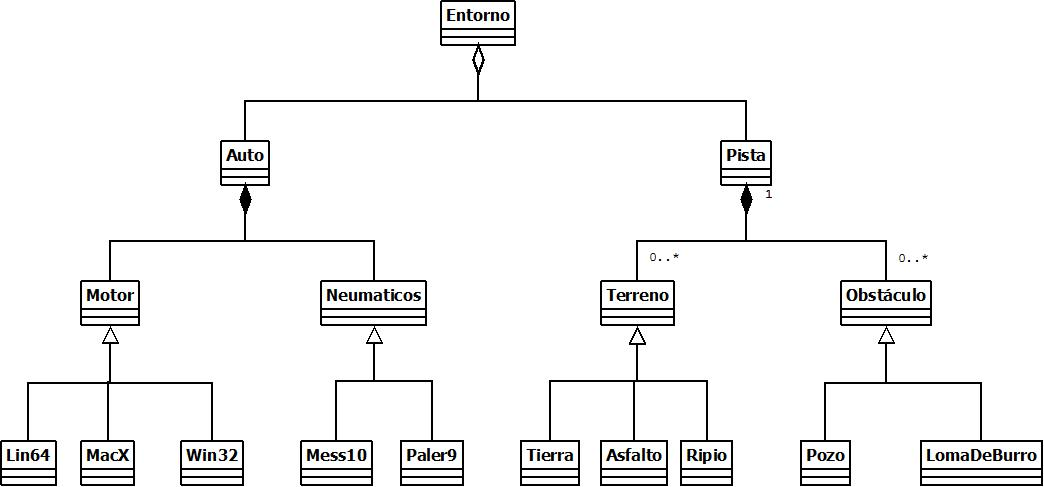 Entorno
Auto
Pista
1
0..*
0..*
Motor
Neumaticos
Terreno
Obstáculo
Lin64
MacX
Win32
Mess10
Paler9
Tierra
Asfalto
Ripio
Pozo
LomaDeBurro